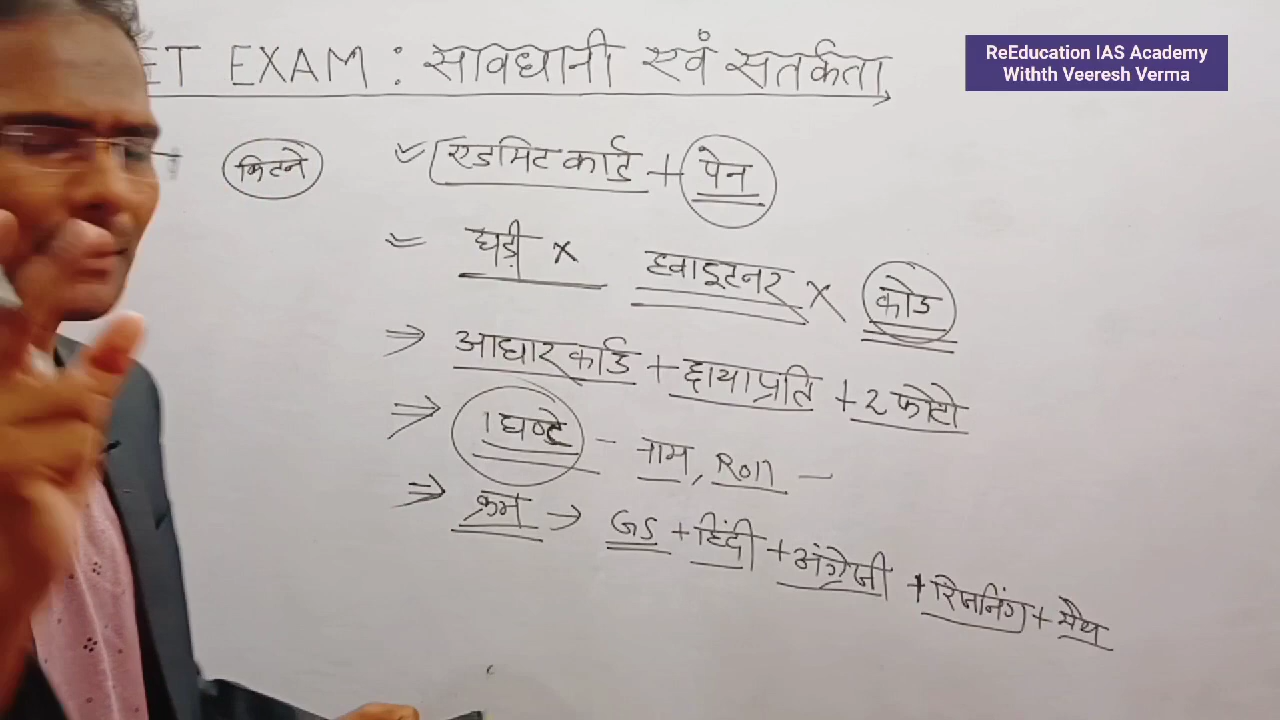 ReEducation IAS Academy
Withth Veeresh Verma
ET EXAM : सावधानी एवं सतर्कता
एडमिट कार्ड + पेन
घड़ी × ह्वाइटनर × कोड
⇒ आधार कार्ड + छायाप्रति + 2 फोटो
⇒ 1 घण्टे - नाम, Roll -
⇒ क्रम → GS + हिंदी + अंग्रेजी + रिजनिंग + मैथ